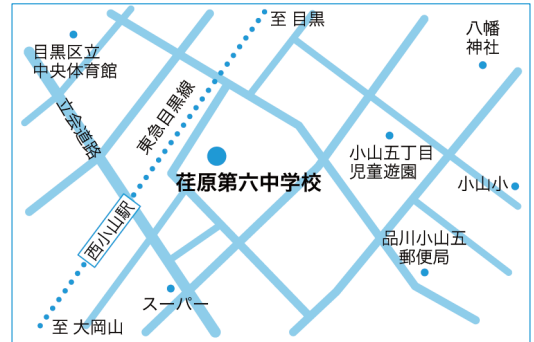 至 目黒
八幡
神社
目黒区立
中央体育館
立会道路
東急目黒線
小山五丁目
児童遊園
荏原第六中学校
小山小
西小山駅
品川小山五
郵便局
スーパー
至 大岡山